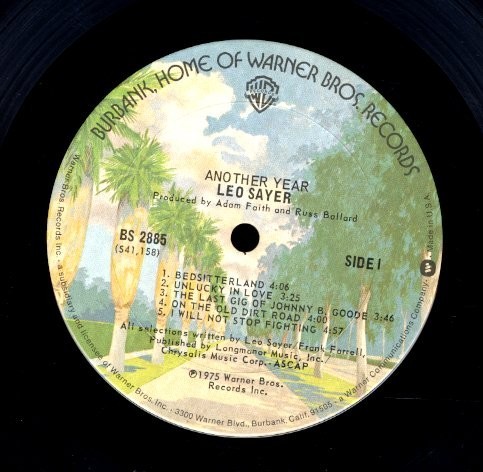 BURBANK, HOME OF WARNER BROS. RECORDS
ANOTHER YEAR
LEO SAYER
Produced by Adam Faith and Russ Ballard
BS 2885
(S41,158)
SIDE 1
1. BEDSITTERLAND 4:06
2. UNLUCKY IN LOVE 3:25
3. THE LAST GIG OF JOHNNY B. GOODE 3:46
4. ON THE OLD DIRT ROAD 4:00
5. I WILL NOT STOP FIGHTING 4:57
All selections written by Leo Sayer, Frank Farrell,
Published by Longmanor Music, Inc./
Chrysalis Music Corp.-ASCAP
℗1975 Warner Bros.
Records Inc.
Warner Bros. Records Inc. - a subsidiary and licensee of Warner Bros. Inc. - 3300 Warner Blvd., Burbank, Calif. 91505 - a Warner Communications Company.
Made in U.S.A.